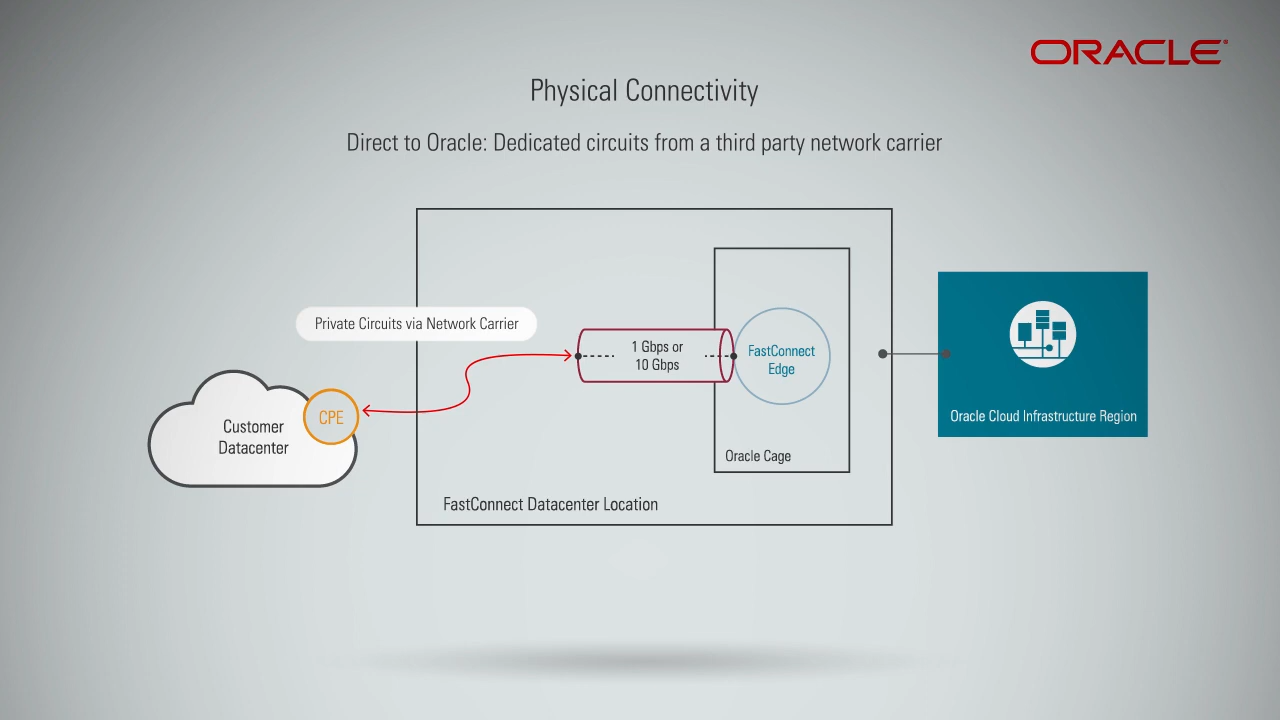 ORACLE
Physical Connectivity
Direct to Oracle: Dedicated circuits from a third party network carrier
Private Circuits via Network Carrier
1 Gbps or
10 Gbps
FastConnect
Edge
CPE
Customer
Datacenter
Oracle Cloud Infrastructure Region
Oracle Cage
FastConnect Datacenter Location